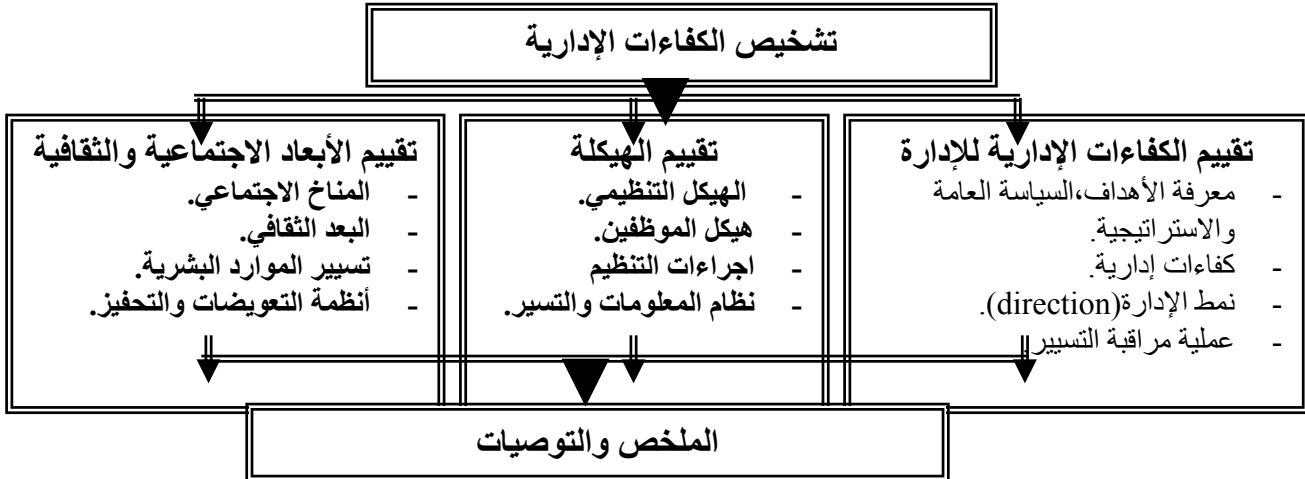 تشخيص الكفاءات الإدارية
تقييم الكفاءات الإدارية للإدارة
- معرفة الأهداف،السياسة العامة
والاستراتيجية.
- كفاءات إدارية.
- نمط الإدارة(direction).
- عملية مراقبة التسيير.
تقييم الهيكلة
- الهيكل التنظيمي.
- هيكل الموظفين.
- اجراءات التنظيم
- نظام المعلومات والتسير.
تقييم الأبعاد الاجتماعية والثقافية
- المناخ الاجتماعي.
- البعد الثقافي.
- تسيير الموارد البشرية.
- أنظمة التعويضات والتحفيز.
الملخص والتوصيات